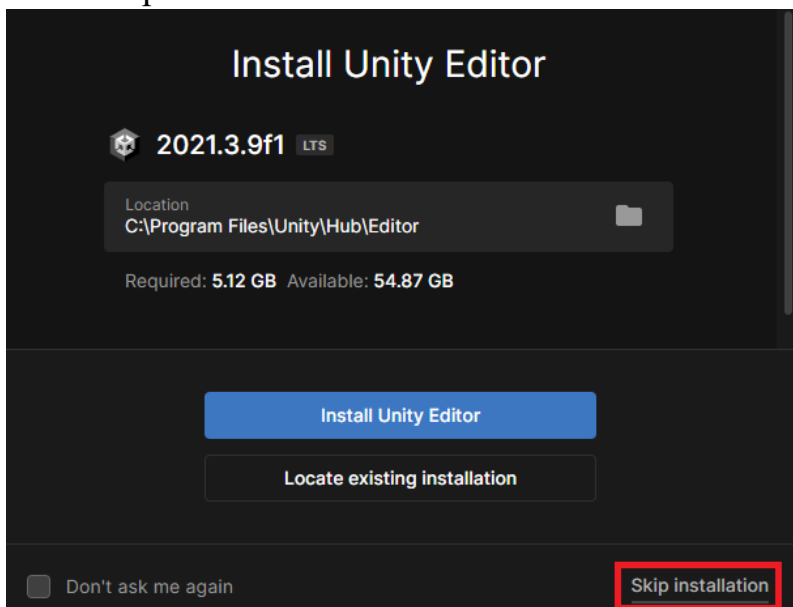 Install Unity Editor
2021.3.9f1 LTS
Location
C:\Program Files\Unity\Hub\Editor
Required: 5.12 GB Available: 54.87 GB
Install Unity Editor
Locate existing installation
Don't ask me again Skip installation